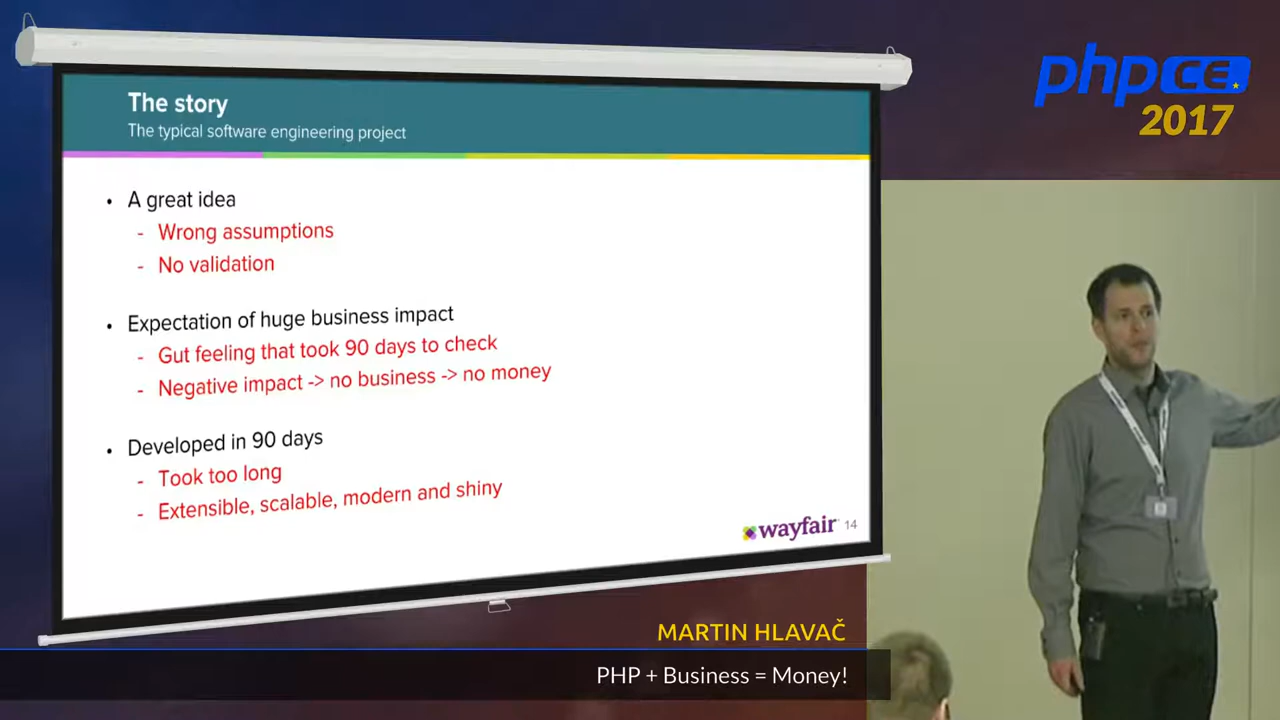 The story
The typical software engineering project
• A great idea
- Wrong assumptions
- No validation
• Expectation of huge business impact
- Gut feeling that took 90 days to check
- Negative impact -> no business -> no money
• Developed in 90 days
- Took too long
- Extensible, scalable, modern and shiny
wayfair 14
phpCE
2017
MARTIN HLAVAČ
PHP + Business = Money!